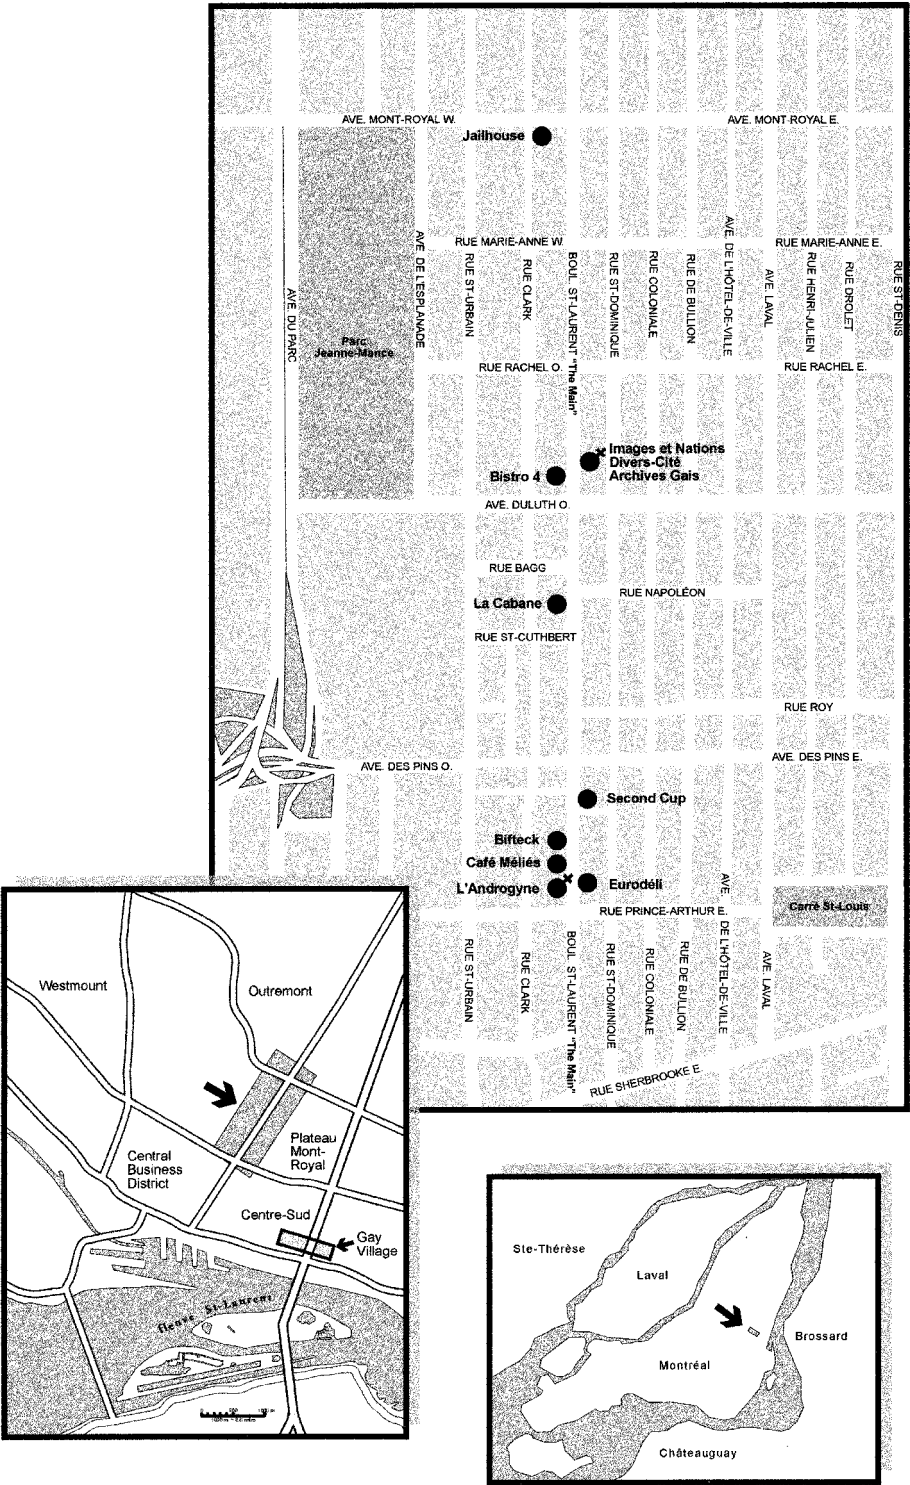 AVE. MONT-ROYAL W.
AVE. MONT-ROYAL E.
Jailhouse
RUE MARIE-ANNE W.
RUE MARIE-ANNE E.
AVE. DU PARC
AVE. DE L'ESPLANADE
RUE ST-URBAIN
RUE CLARK
BOUL. ST-LAURENT "The Main"
RUE ST-DOMINIQUE
RUE COLONIALE
RUE DE BULLION
AVE. DE L'HÔTEL-DE-VILLE
AVE. LAVAL
RUE HENRI-JULIEN
RUE DROLET
RUE ST-DENIS
Parc
Jeanne-Mance
RUE RACHEL O.
RUE RACHEL E.
Images et Nations
Divers-Cité
Archives Gais
Bistro 4
AVE. DULUTH O.
RUE BAGG
RUE NAPOLÉON
La Cabane
RUE ST-CUTHBERT
RUE ROY
AVE. DES PINS O.
AVE. DES PINS E.
Second Cup
Bifteck
Café Méliés
L'Androgyne
Eurodéli
RUE PRINCE-ARTHUR E.
Carré St-Louis
RUE ST-URBAIN
RUE CLARK
BOUL. ST-LAURENT "The Main"
RUE ST-DOMINIQUE
RUE COLONIALE
RUE DE BULLION
AVE. DE L'HÔTEL-DE-VILLE
AVE. LAVAL
RUE SHERBROOKE E.
Westmount
Outremont
Central
Business
District
Plateau
Mont-
Royal
Centre-Sud
Gay
Village
fleuve St-Laurent
Ste-Thérèse
Laval
Montréal
Brossard
Châteauguay